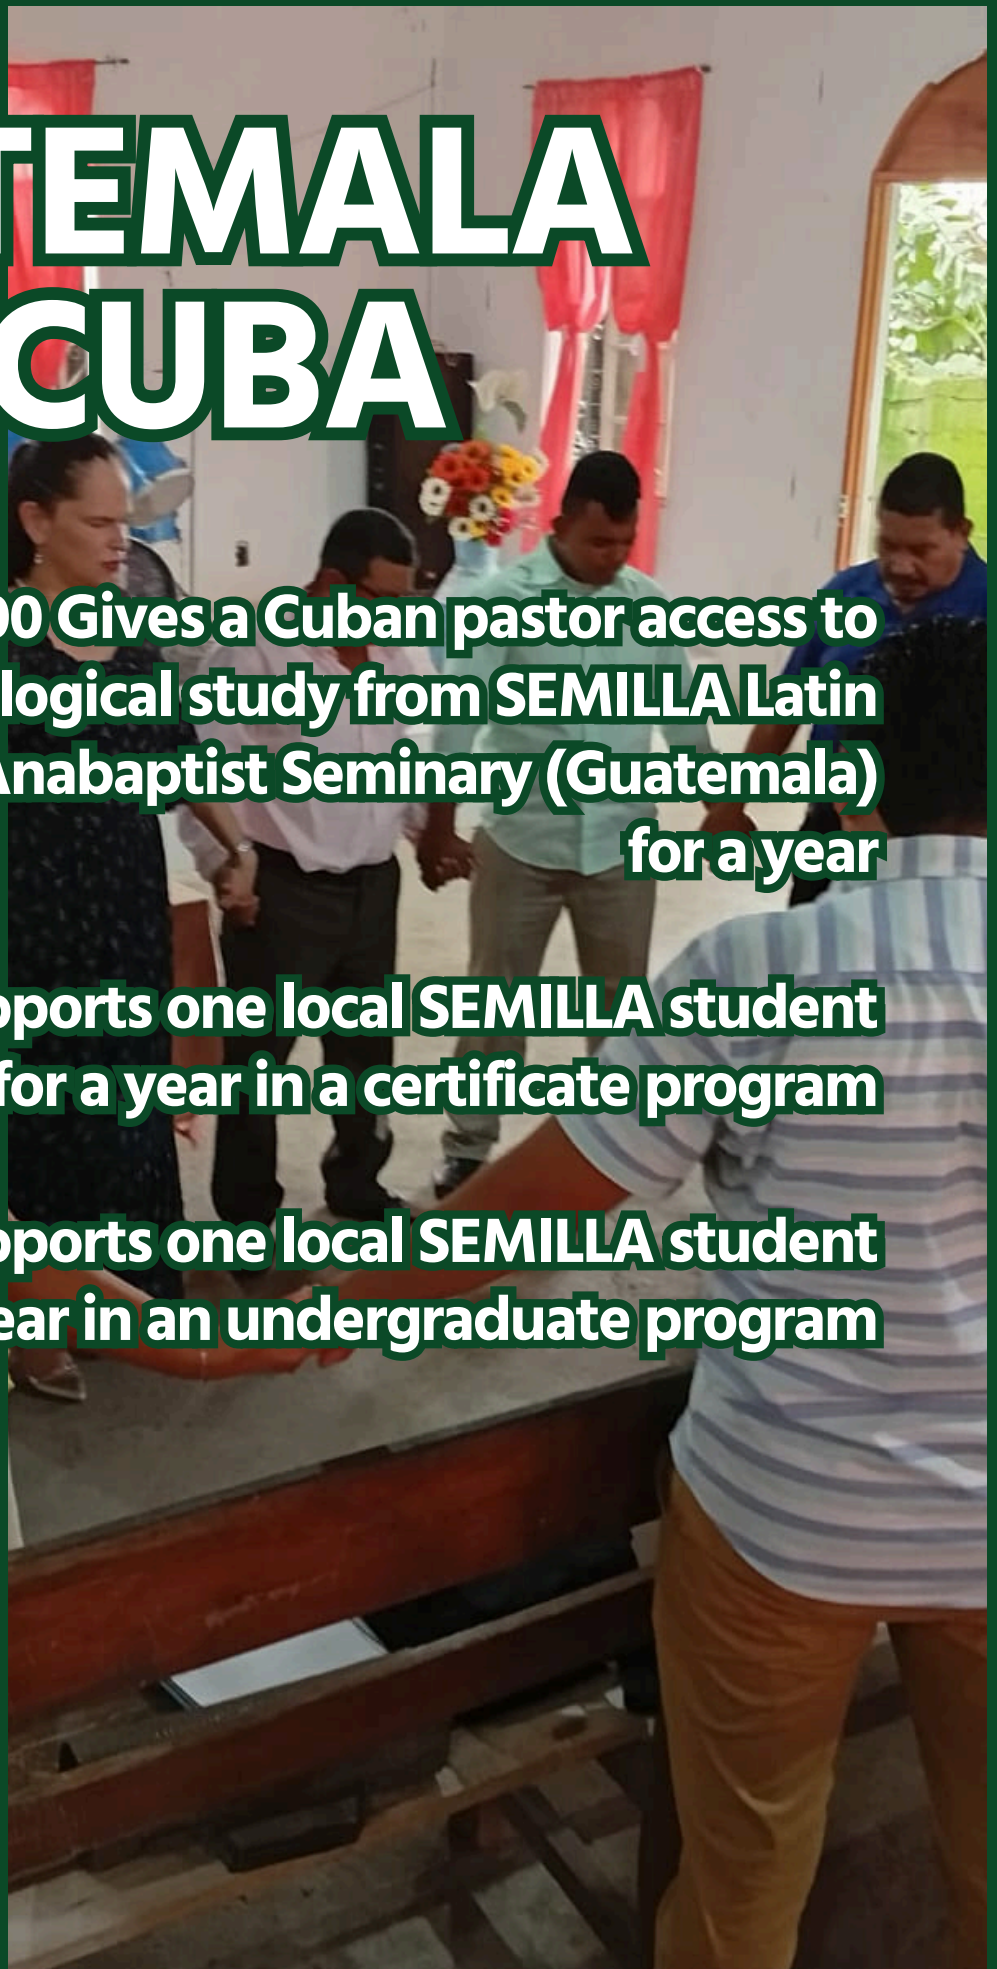 TEMALA
CUBA
00 Gives a Cuban pastor access to
logical study from SEMILLA Latin
Anabaptist Seminary (Guatemala)
for a year
pports one local SEMILLA student
for a year in a certificate program
pports one local SEMILLA student
ear in an undergraduate program